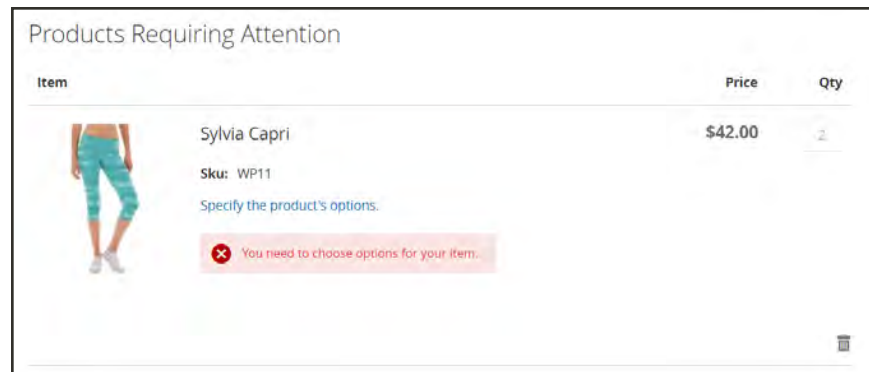 Products Requiring Attention
Item Price Qty
Sylvia Capri $42.00 2
Sku: WP11
Specify the product's options.
You need to choose options for your item.